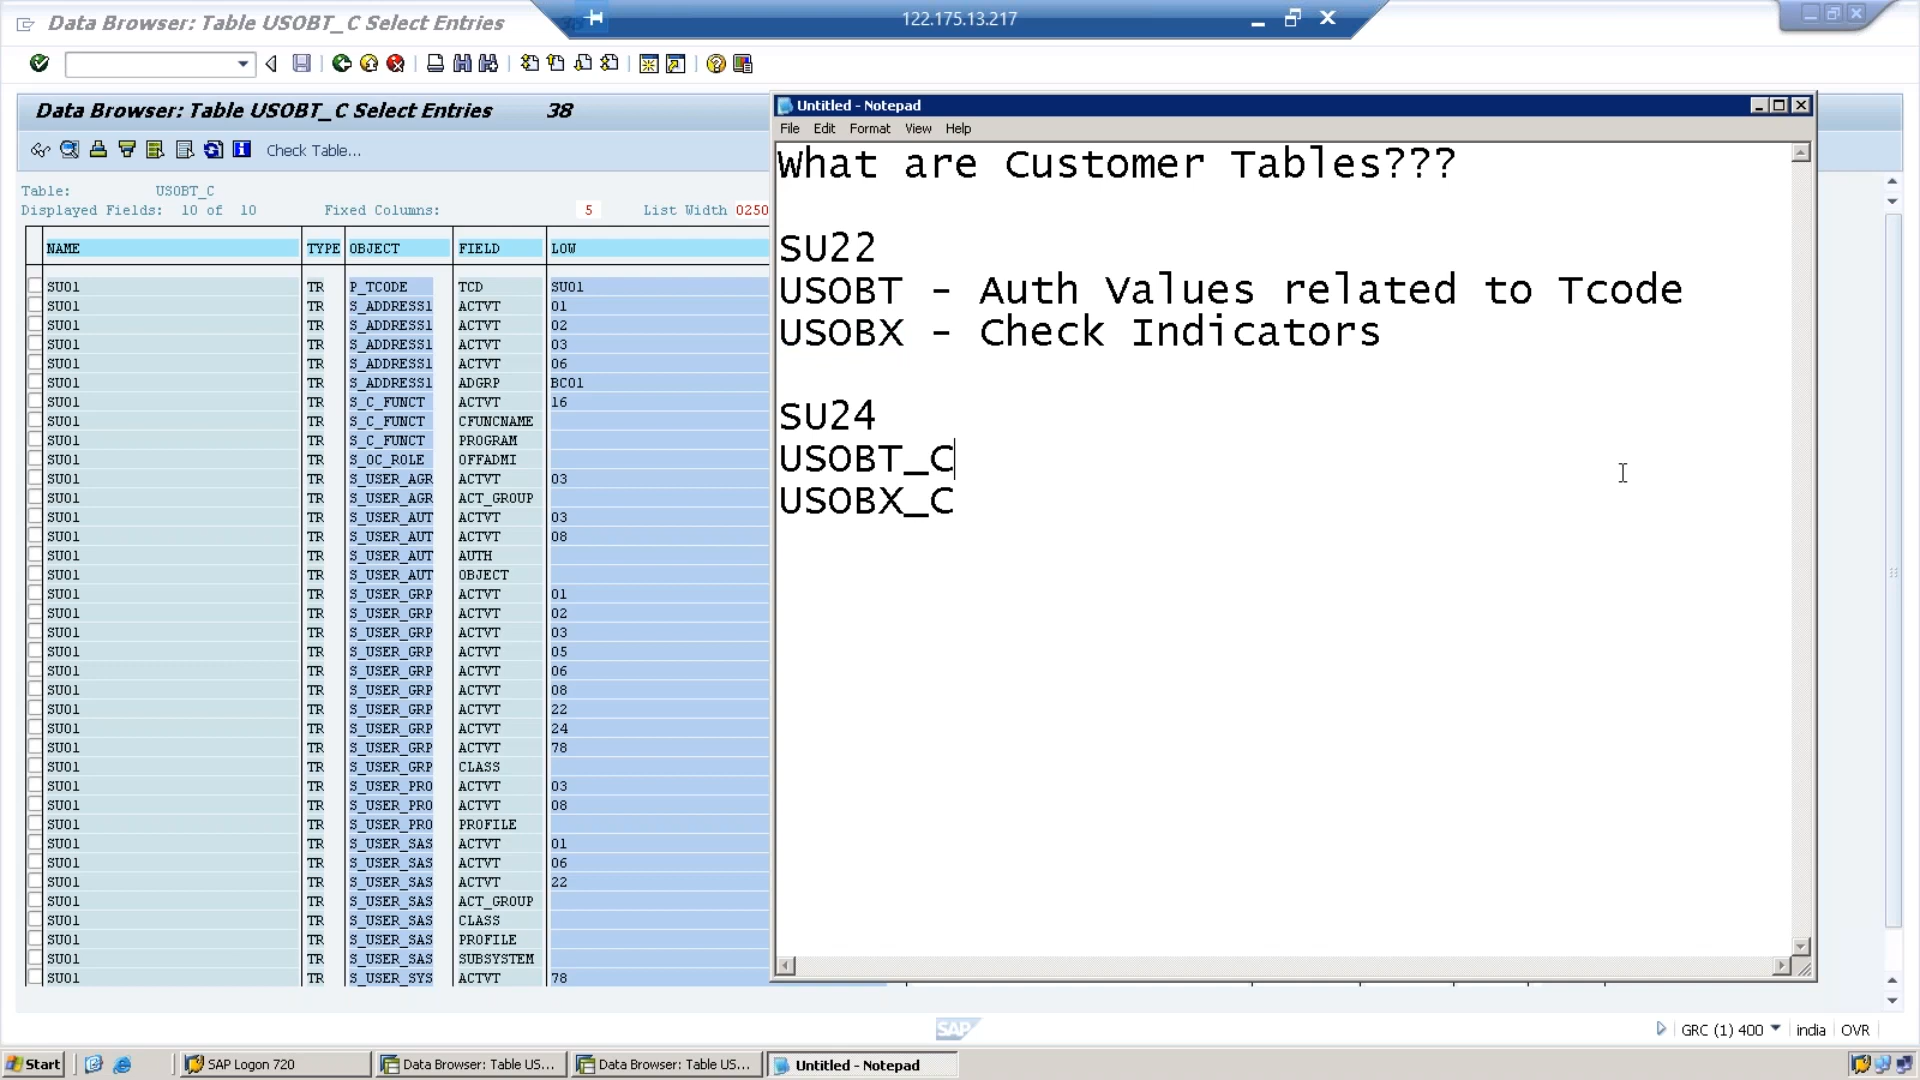 Data Browser: Table USOBT_C Select Entries
122.175.13.217
Data Browser: Table USOBT_C Select Entries 38
Check Table...
Table: USOBT_C
Displayed Fields: 10 of 10 Fixed Columns: 5 List Width 0250
NAME TYPE OBJECT FIELD LOW
SU01 TR P_TCODE TCD SU01
SU01 TR S_ADDRESS1 ACTVT 01
SU01 TR S_ADDRESS1 ACTVT 02
SU01 TR S_ADDRESS1 ACTVT 03
SU01 TR S_ADDRESS1 ACTVT 06
SU01 TR S_ADDRESS1 ADGRP BC01
SU01 TR S_C_FUNCT ACTVT 16
SU01 TR S_C_FUNCT CFUNCNAME
SU01 TR S_C_FUNCT PROGRAM
SU01 TR S_OC_ROLE OFFADMI
SU01 TR S_USER_AGR ACTVT 03
SU01 TR S_USER_AGR ACT_GROUP
SU01 TR S_USER_AUT ACTVT 03
SU01 TR S_USER_AUT ACTVT 08
SU01 TR S_USER_AUT AUTH
SU01 TR S_USER_AUT OBJECT
SU01 TR S_USER_GRP ACTVT 01
SU01 TR S_USER_GRP ACTVT 02
SU01 TR S_USER_GRP ACTVT 03
SU01 TR S_USER_GRP ACTVT 05
SU01 TR S_USER_GRP ACTVT 06
SU01 TR S_USER_GRP ACTVT 08
SU01 TR S_USER_GRP ACTVT 22
SU01 TR S_USER_GRP ACTVT 24
SU01 TR S_USER_GRP ACTVT 78
SU01 TR S_USER_GRP CLASS
SU01 TR S_USER_PRO ACTVT 03
SU01 TR S_USER_PRO ACTVT 08
SU01 TR S_USER_PRO PROFILE
SU01 TR S_USER_SAS ACTVT 01
SU01 TR S_USER_SAS ACTVT 06
SU01 TR S_USER_SAS ACTVT 22
SU01 TR S_USER_SAS ACT_GROUP
SU01 TR S_USER_SAS CLASS
SU01 TR S_USER_SAS PROFILE
SU01 TR S_USER_SAS SUBSYSTEM
SU01 TR S_USER_SYS ACTVT 78
Untitled - Notepad
File Edit Format View Help
What are Customer Tables???
SU22
USOBT - Auth Values related to Tcode
USOBX - Check Indicators
SU24
USOBT_C
USOBX_C
SAP
GRC (1) 400 india OVR
Start SAP Logon 720 Data Browser: Table US... Data Browser: Table US... Untitled - Notepad